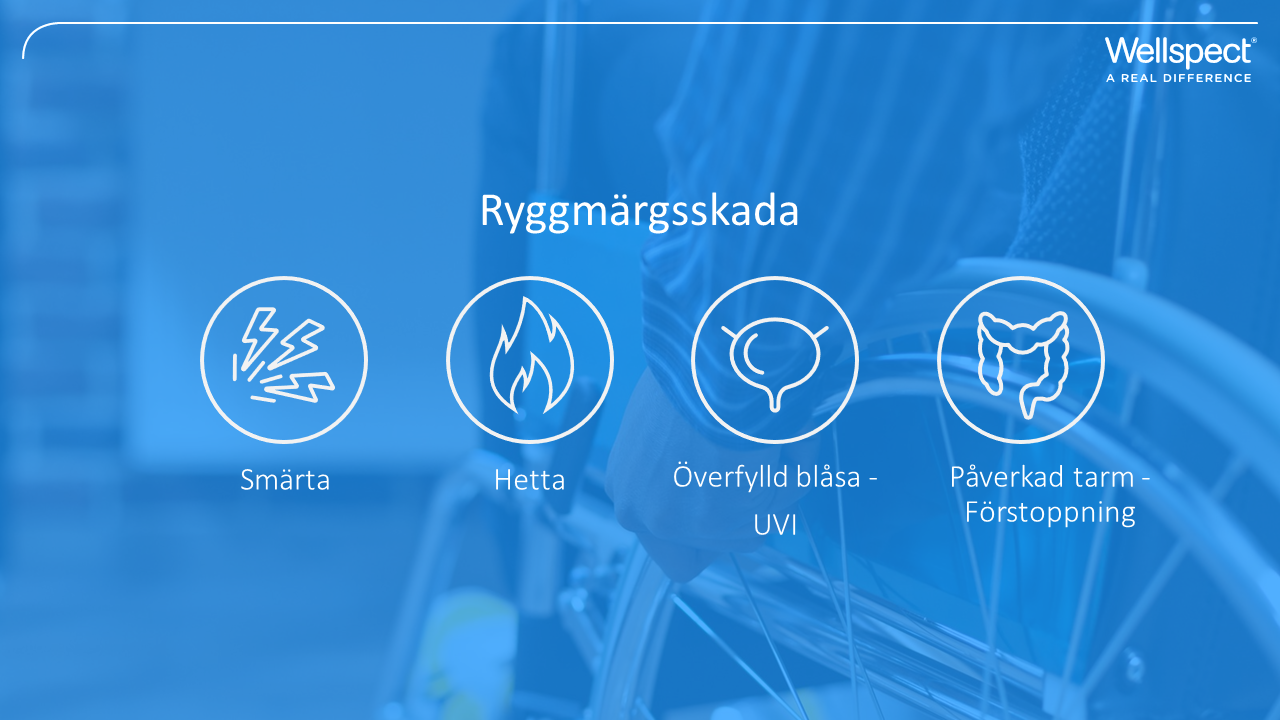 Wellspect®
A REAL DIFFERENCE
Ryggmärgsskada
Smärta
Hetta
Överfylld blåsa -
UVI
Påverkad tarm -
Förstoppning